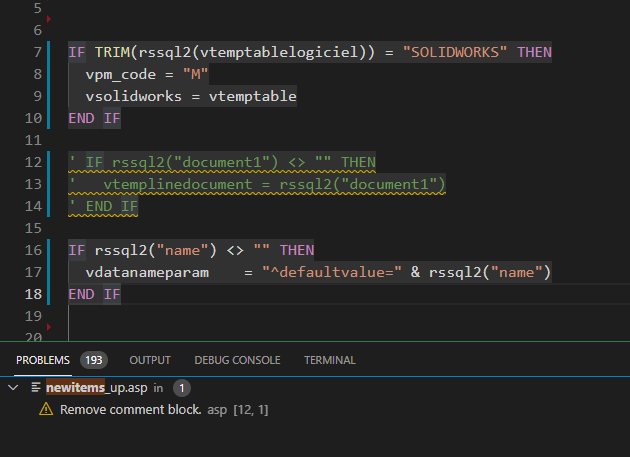 5
6
7 IF TRIM(rssql2(vtemptablelogiciel)) = "SOLIDWORKS" THEN
8 vpm_code = "M"
9 vsolidworks = vtemptable
10 END IF
11
12 ' IF rssql2("document1") <> "" THEN
13 ' vtemplinedocument = rssql2("document1")
14 ' END IF
15
16 IF rssql2("name") <> "" THEN
17 vdatanameparam = "^defaultvalue=" & rssql2("name")
18 END IF
19
20
PROBLEMS 193 OUTPUT DEBUG CONSOLE TERMINAL
newitems_up.asp in 1
Remove comment block. asp [12, 1]